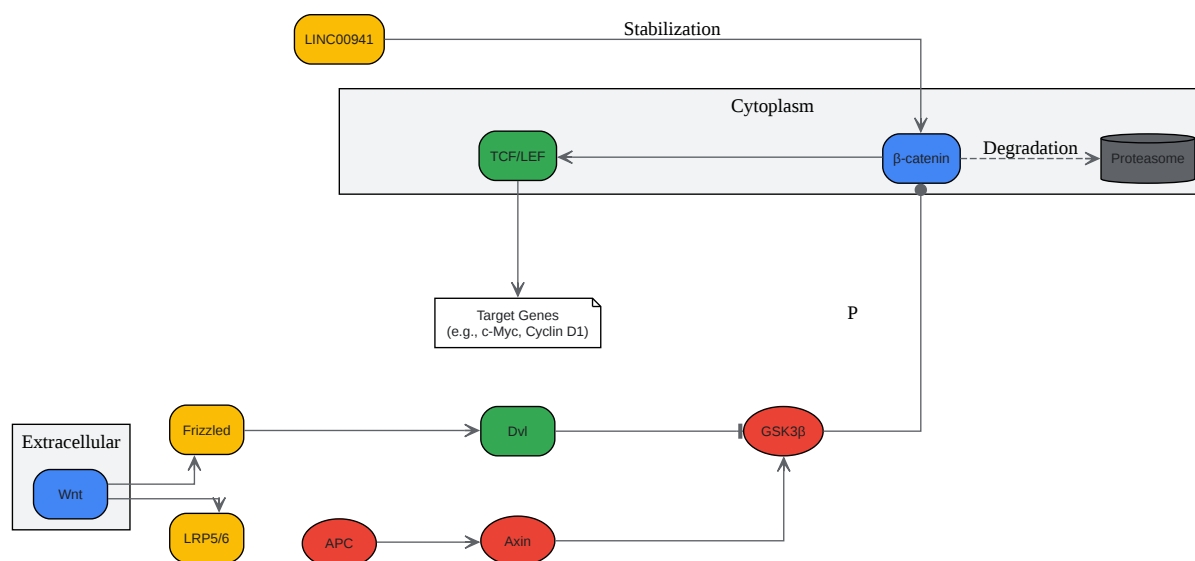 LINC00941
Stabilization
Cytoplasm
TCF/LEF
β-catenin
Degradation
Proteasome
Target Genes
(e.g., c-Myc, Cyclin D1)
P
Frizzled
Dvl
GSK3β
Extracellular
Wnt
LRP5/6
APC
Axin